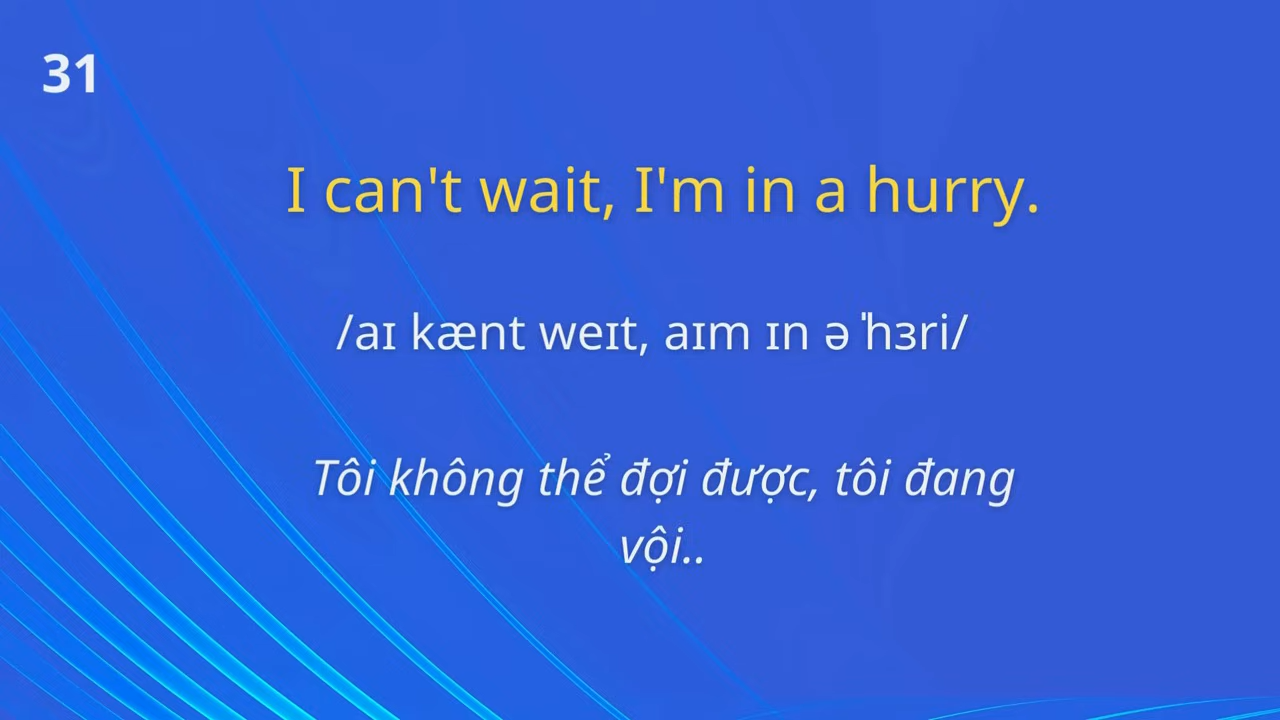 31
I can't wait, I'm in a hurry.
/aɪ kænt weɪt, aɪm ɪn ə ˈhɜri/
Tôi không thể đợi được, tôi đang
vội..